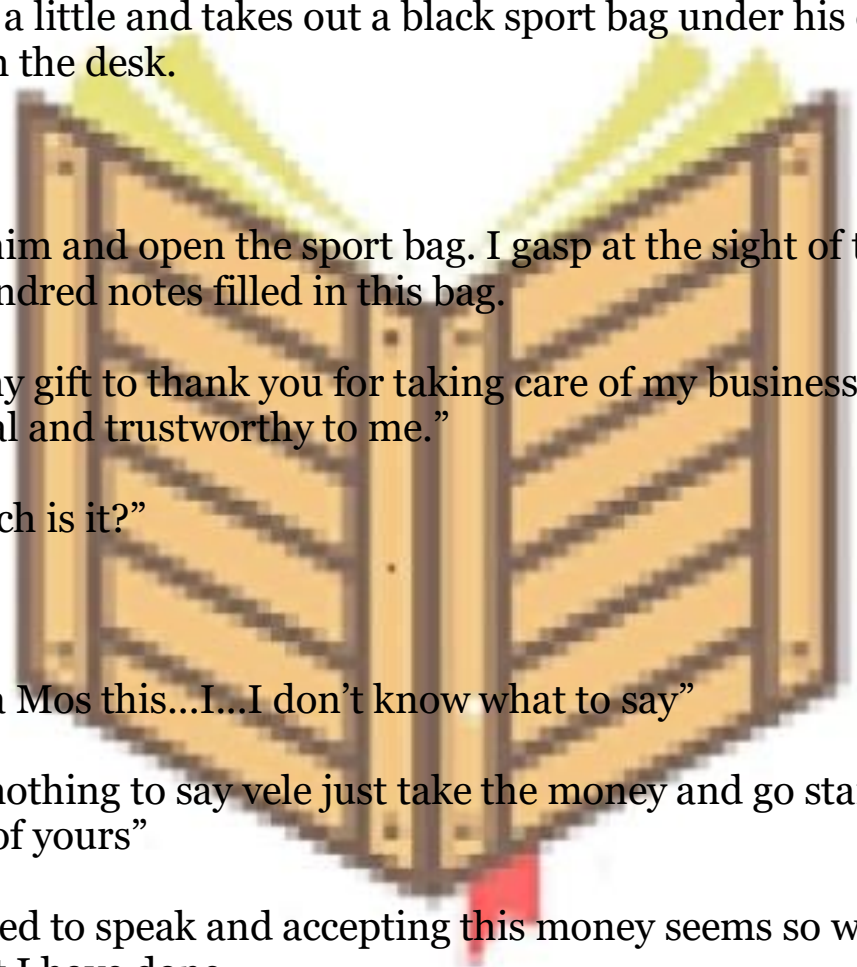 a little and takes out a black sport bag under his
the desk.
him and open the sport bag. I gasp at the sight of
ndred notes filled in this bag.
y gift to thank you for taking care of my business
al and trustworthy to me.”
ch is it?”
Mos this...I...I don’t know what to say”
nothing to say vele just take the money and go sta
of yours”
ed to speak and accepting this money seems so w
t I have done